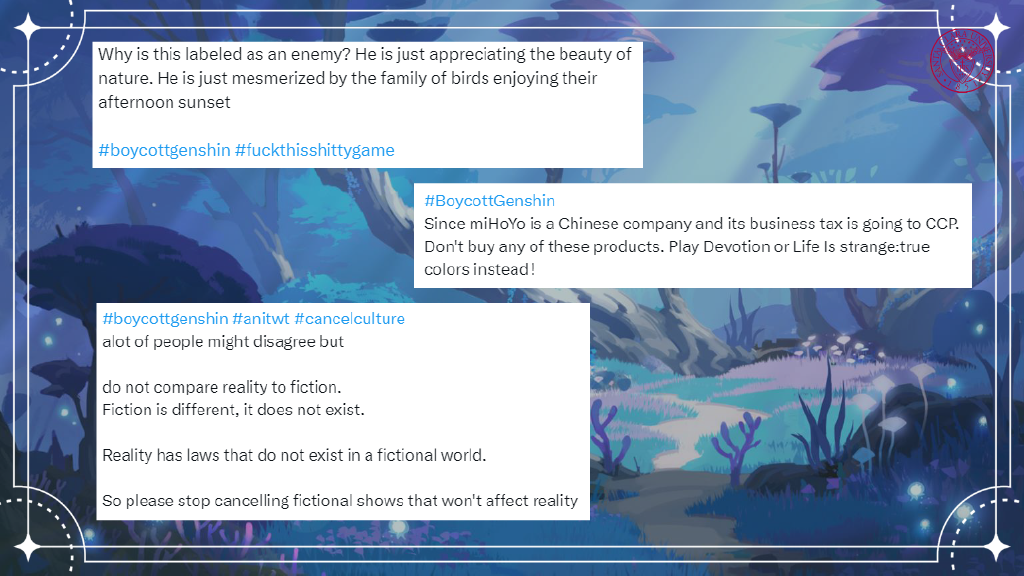 Why is this labeled as an enemy? He is just appreciating the beauty of
nature. He is just mesmerized by the family of birds enjoying their
afternoon sunset
#boycottgenshin #fuckthisshittygame
#BoycottGenshin
Since miHoYo is a Chinese company and its business tax is going to CCP.
Don't buy any of these products. Play Devotion or Life Is strange:true
colors instead!
#boycottgenshin #anitwt #cancelculture
alot of people might disagree but
do not compare reality to fiction.
Fiction is different, it does not exist.
Reality has laws that do not exist in a fictional world.
So please stop cancelling fictional shows that won't affect reality